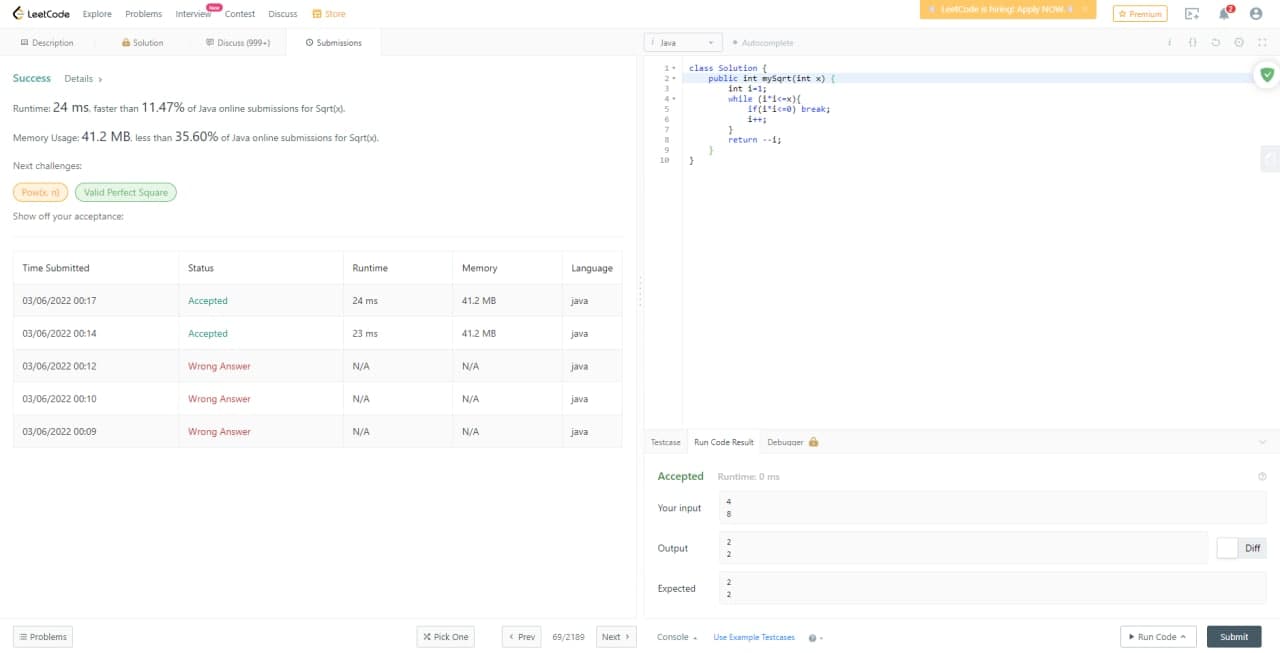 LeetCode Explore Problems Interview New Contest Discuss Store LeetCode is hiring! Apply NOW. Premium 2
Description Solution Discuss (999+) Submissions
Success Details >
Runtime: 24 ms, faster than 11.47% of Java online submissions for Sqrt(x).
Memory Usage: 41.2 MB, less than 35.60% of Java online submissions for Sqrt(x).
Next challenges:
Pow(x, n) Valid Perfect Square
Show off your acceptance:
Time Submitted Status Runtime Memory Language
03/06/2022 00:17 Accepted 24 ms 41.2 MB java
03/06/2022 00:14 Accepted 23 ms 41.2 MB java
03/06/2022 00:12 Wrong Answer N/A N/A java
03/06/2022 00:10 Wrong Answer N/A N/A java
03/06/2022 00:09 Wrong Answer N/A N/A java
Problems Pick One < Prev 69/2189 Next >
i Java Autocomplete i {}
1 class Solution {
2 public int mySqrt(int x) {
3 int i=1;
4 while (i*i<=x){
5 if(i*i<=0) break;
6 i++;
7 }
8 return --i;
9 }
10 }
Testcase Run Code Result Debugger
Accepted Runtime: 0 ms
Your input
4
8
Output
2
2
Diff
Expected
2
2
Console Use Example Testcases Run Code Submit